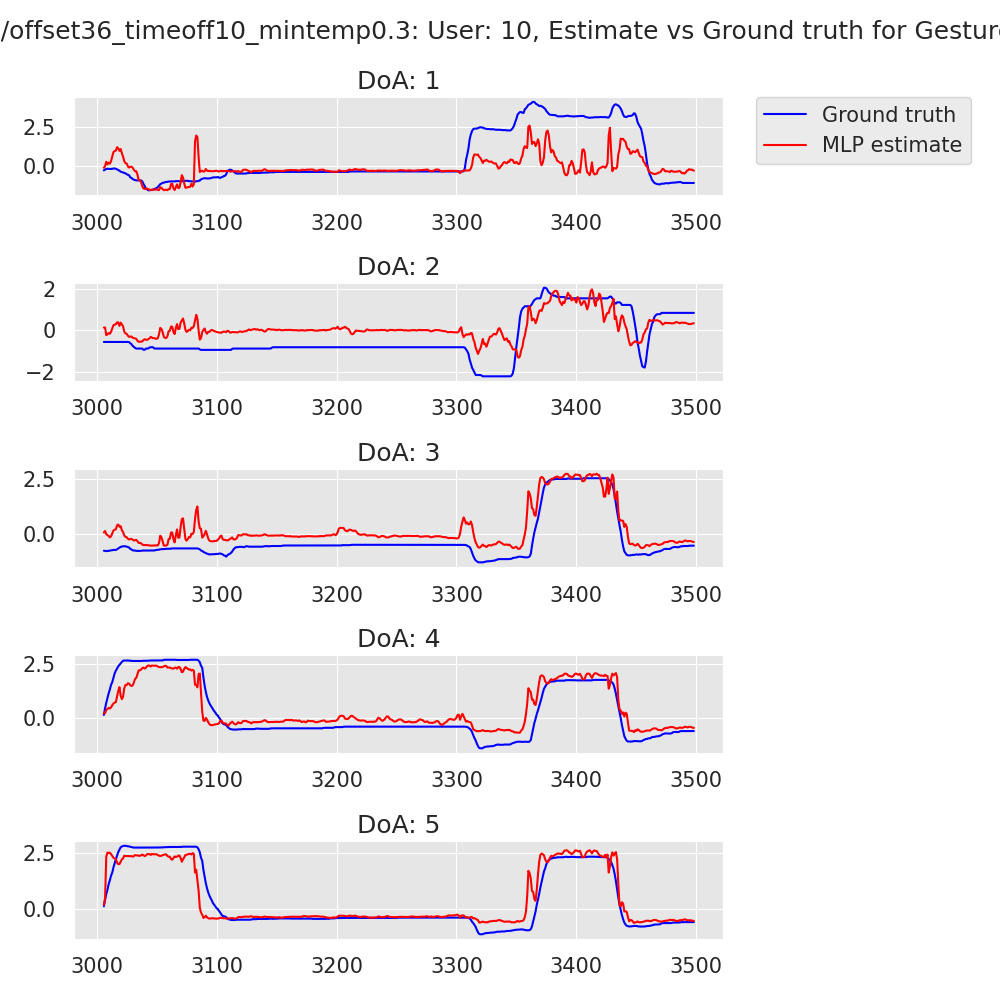 /offset36_timeoff10_mintemp0.3: User: 10, Estimate vs Ground truth for Gesture
DoA: 1
Ground truth
MLP estimate
2.5
0.0
3000 3100 3200 3300 3400 3500
DoA: 2
2
0
−2
3000 3100 3200 3300 3400 3500
DoA: 3
2.5
0.0
3000 3100 3200 3300 3400 3500
DoA: 4
2.5
0.0
3000 3100 3200 3300 3400 3500
DoA: 5
2.5
0.0
3000 3100 3200 3300 3400 3500